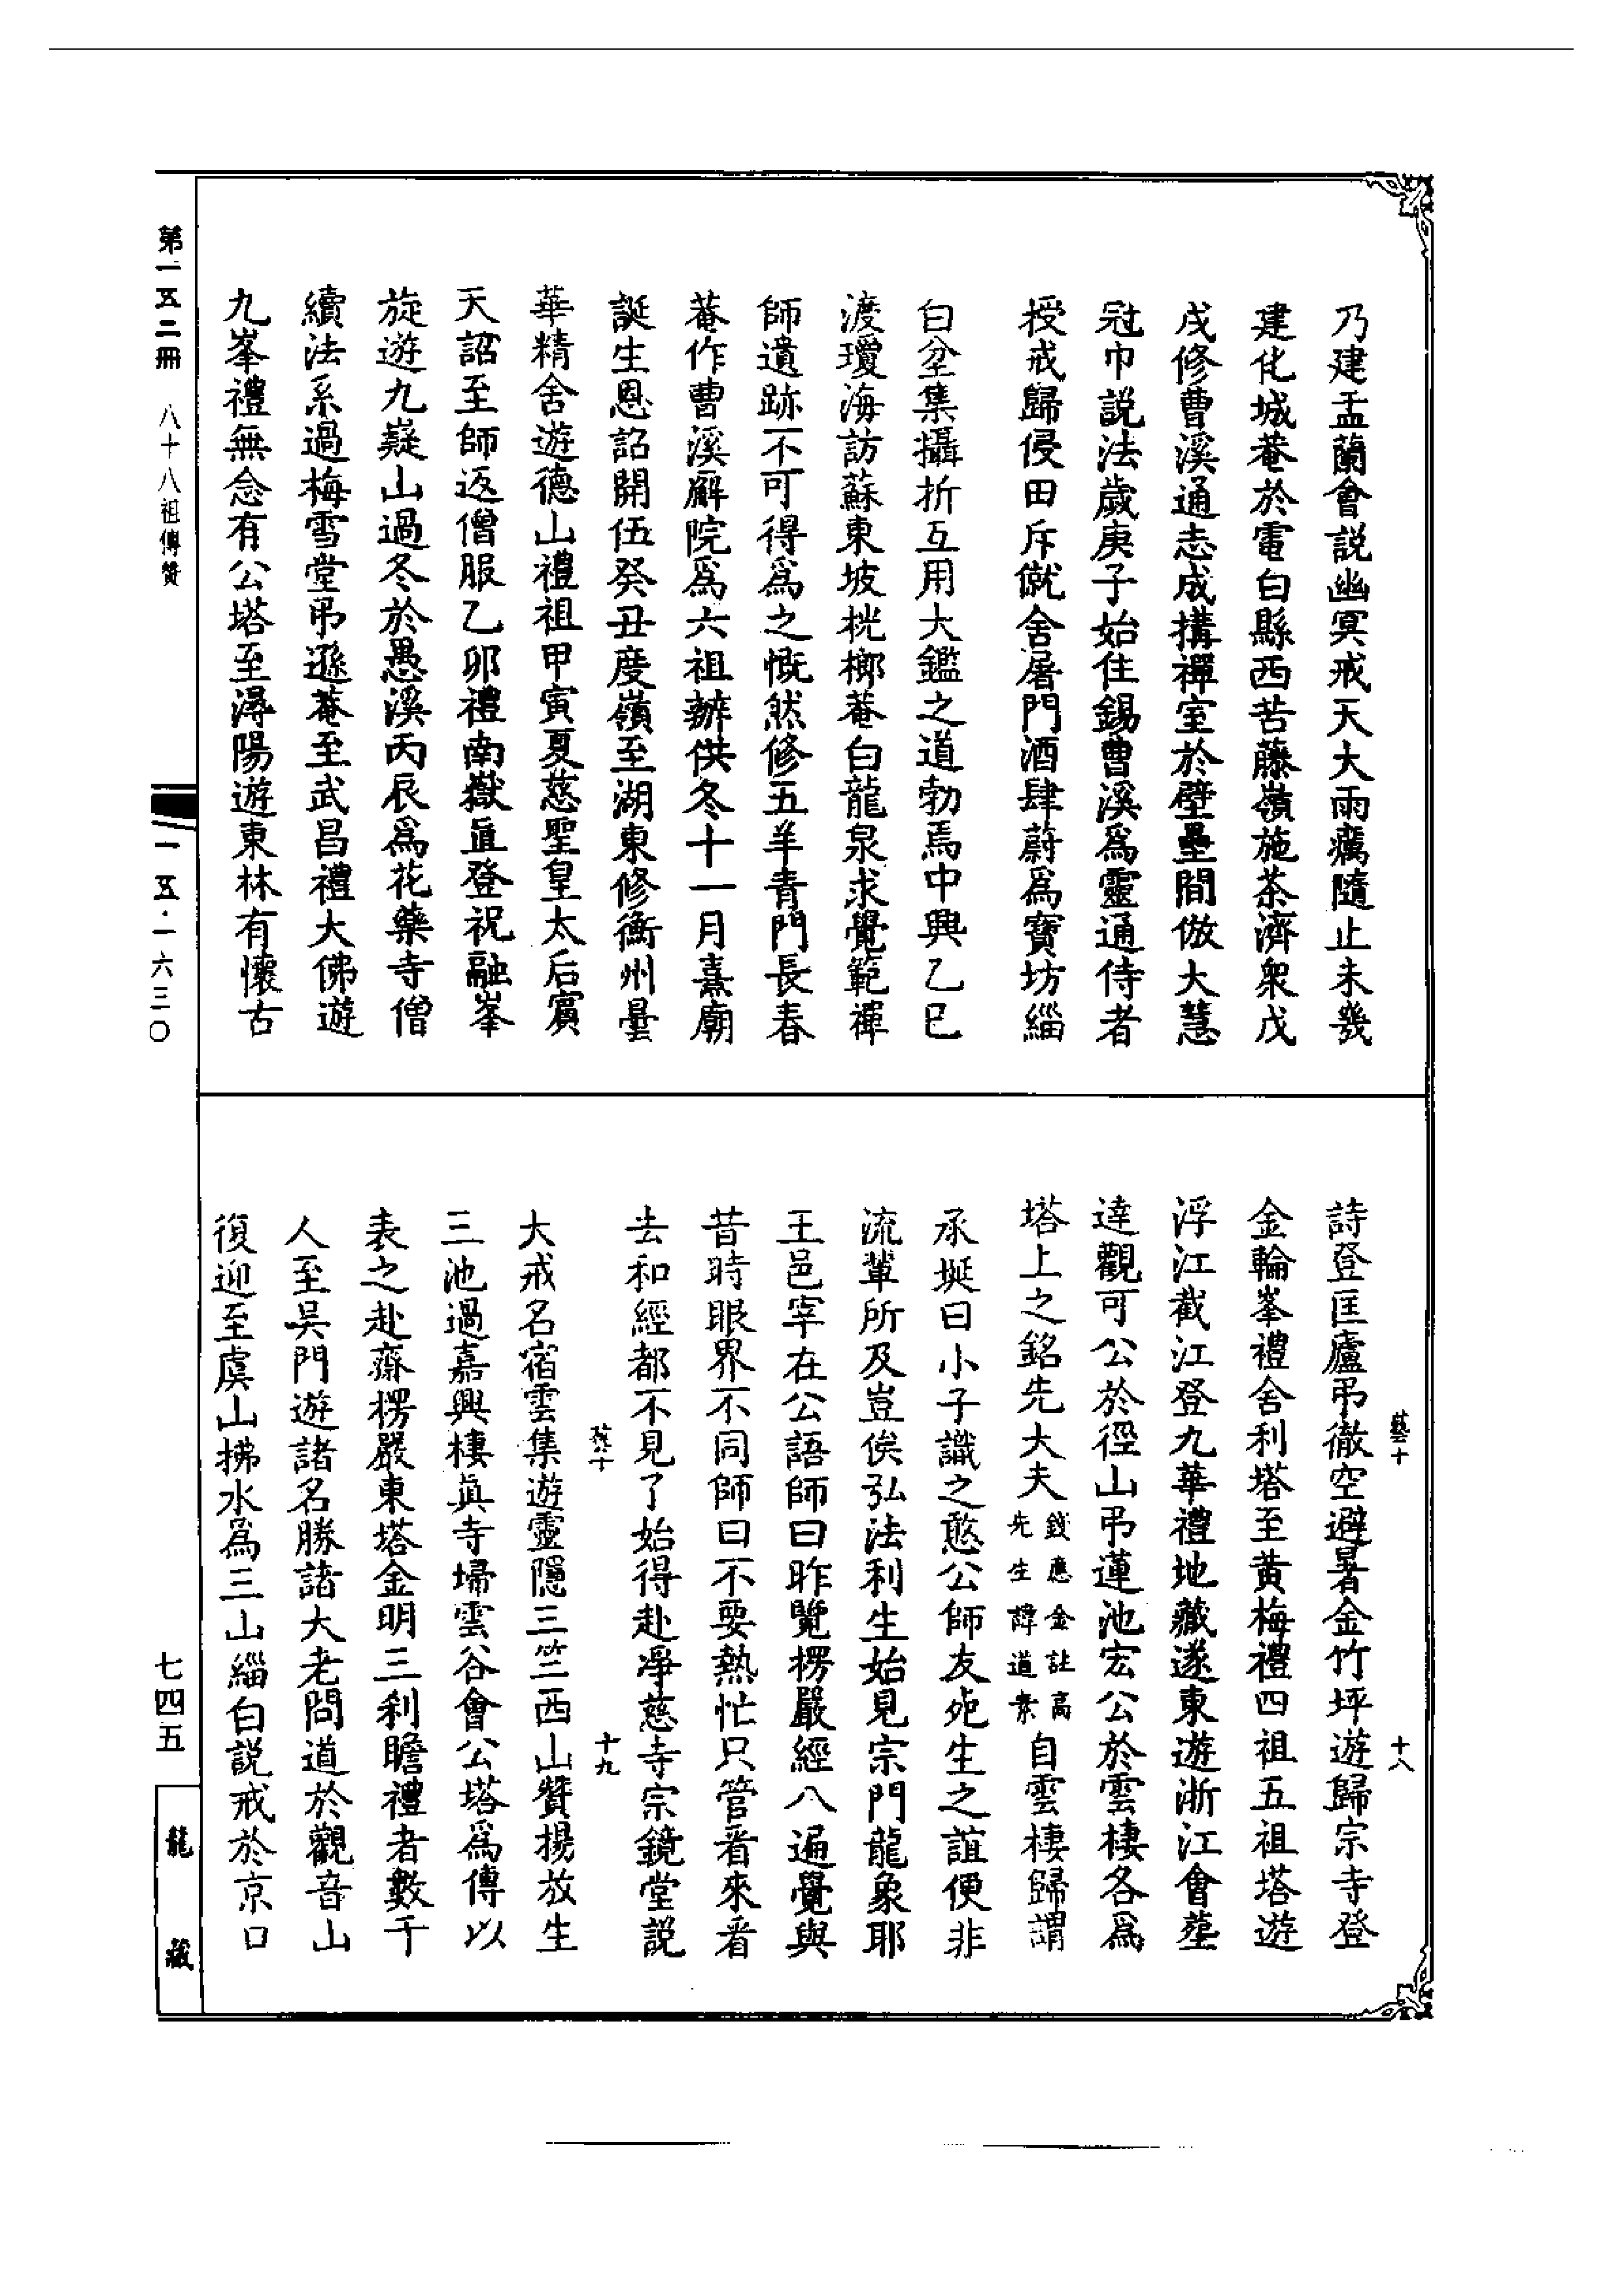 乃建盂蘭會説幽冥戒天大雨癘隨止未幾
建化城菴於電白縣西苦藤嶺施茶濟衆戊
戌修曹溪通志成搆禪室於壁壘間倣大慧
冠巾説法歲庚子始住錫曹溪爲靈通侍者
授戒歸侵田斥僦舍屠門酒肆蔚爲寶坊緇
白坌集攝折互用大鑑之道勃焉中興乙巳
渡瓊海訪蘇東坡桄榔菴白龍泉求覺範禪
師遺跡不可得爲之慨然修五羊青門長春
菴作曹溪廨院爲六祖辦供冬十一月熹廟
誕生恩詔開伍癸丑度嶺至湖東修衡州曇
華精舍遊德山禮祖甲寅夏慈聖皇太后賓
天詔至師返僧服乙卯禮南嶽直登祝融峯
旋遊九嶷山過冬於愚溪丙辰爲花藥寺僧
續法系過梅雪堂弔遜菴至武昌禮大佛遊
九峯禮無念有公塔至潯陽遊東林有懷古
詩登匡廬弔徹空避暑金竹坪遊歸宗寺登
金輪峯禮舍利塔至黄梅禮四祖五祖塔遊
浮江截江登九華禮地藏遂東遊浙江會塟
達觀可公於徑山弔蓮池宏公於雲棲各爲
塔上之銘先大夫錢應金註高先生諱道素自雲棲歸謂
承埏曰小子識之憨公師友死生之誼便非
流輩所及豈俟弘法利生始見宗門龍象耶
王邑宰在公語師曰昨覽楞嚴經八遍覺與
昔時眼界不同師曰不要熱忙只管看來看
去和經都不見了始得赴凈慈寺宗鏡堂説
大戒名宿雲集遊靈隱三竺西山贊揚放生
三池過嘉興棲眞寺埽雲谷會公塔爲傳以
表之赴齋楞嚴東塔金明三刹瞻禮者數千
人至吳門遊諸名勝諸大老問道於觀音山
復迎至虞山拂水爲三山緇白説戒於京口
藝十
十八
藝十
十九
第一五二冊
八十八祖傳贊
一五·一六三〇
七四五
龍藏